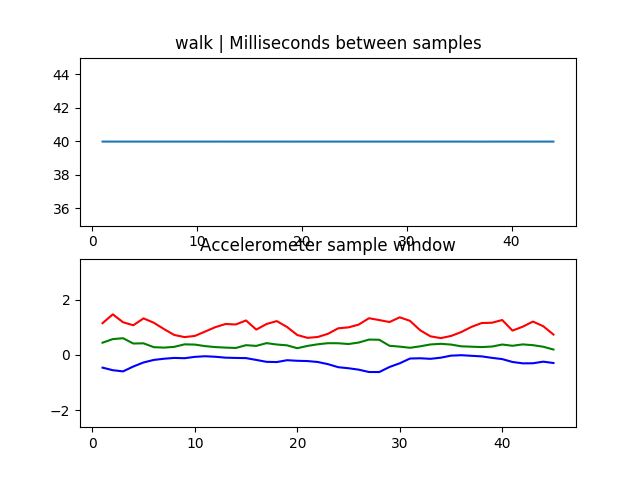 walk | Milliseconds between samples
44
42
40
38
36
0 10 20 30 40
Accelerometer sample window
2
0
−2
0 10 20 30 40